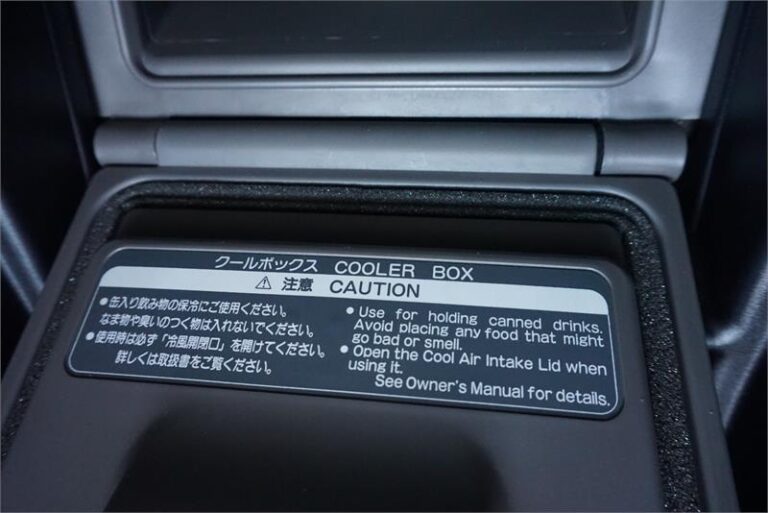 クールボックス COOLER BOX
⚠ 注意 CAUTION
●缶入り飲み物の保冷にご使用ください。
なま物や臭いのつく物は入れないでください。
●使用時は必ず「冷風開閉口」を開けてください。
詳しくは取扱書をご覧ください。
● Use for holding canned drinks.
Avoid placing any food that might
go bad or smell.
● Open the Cool Air Intake Lid when
using it.
See Owner's Manual for details.